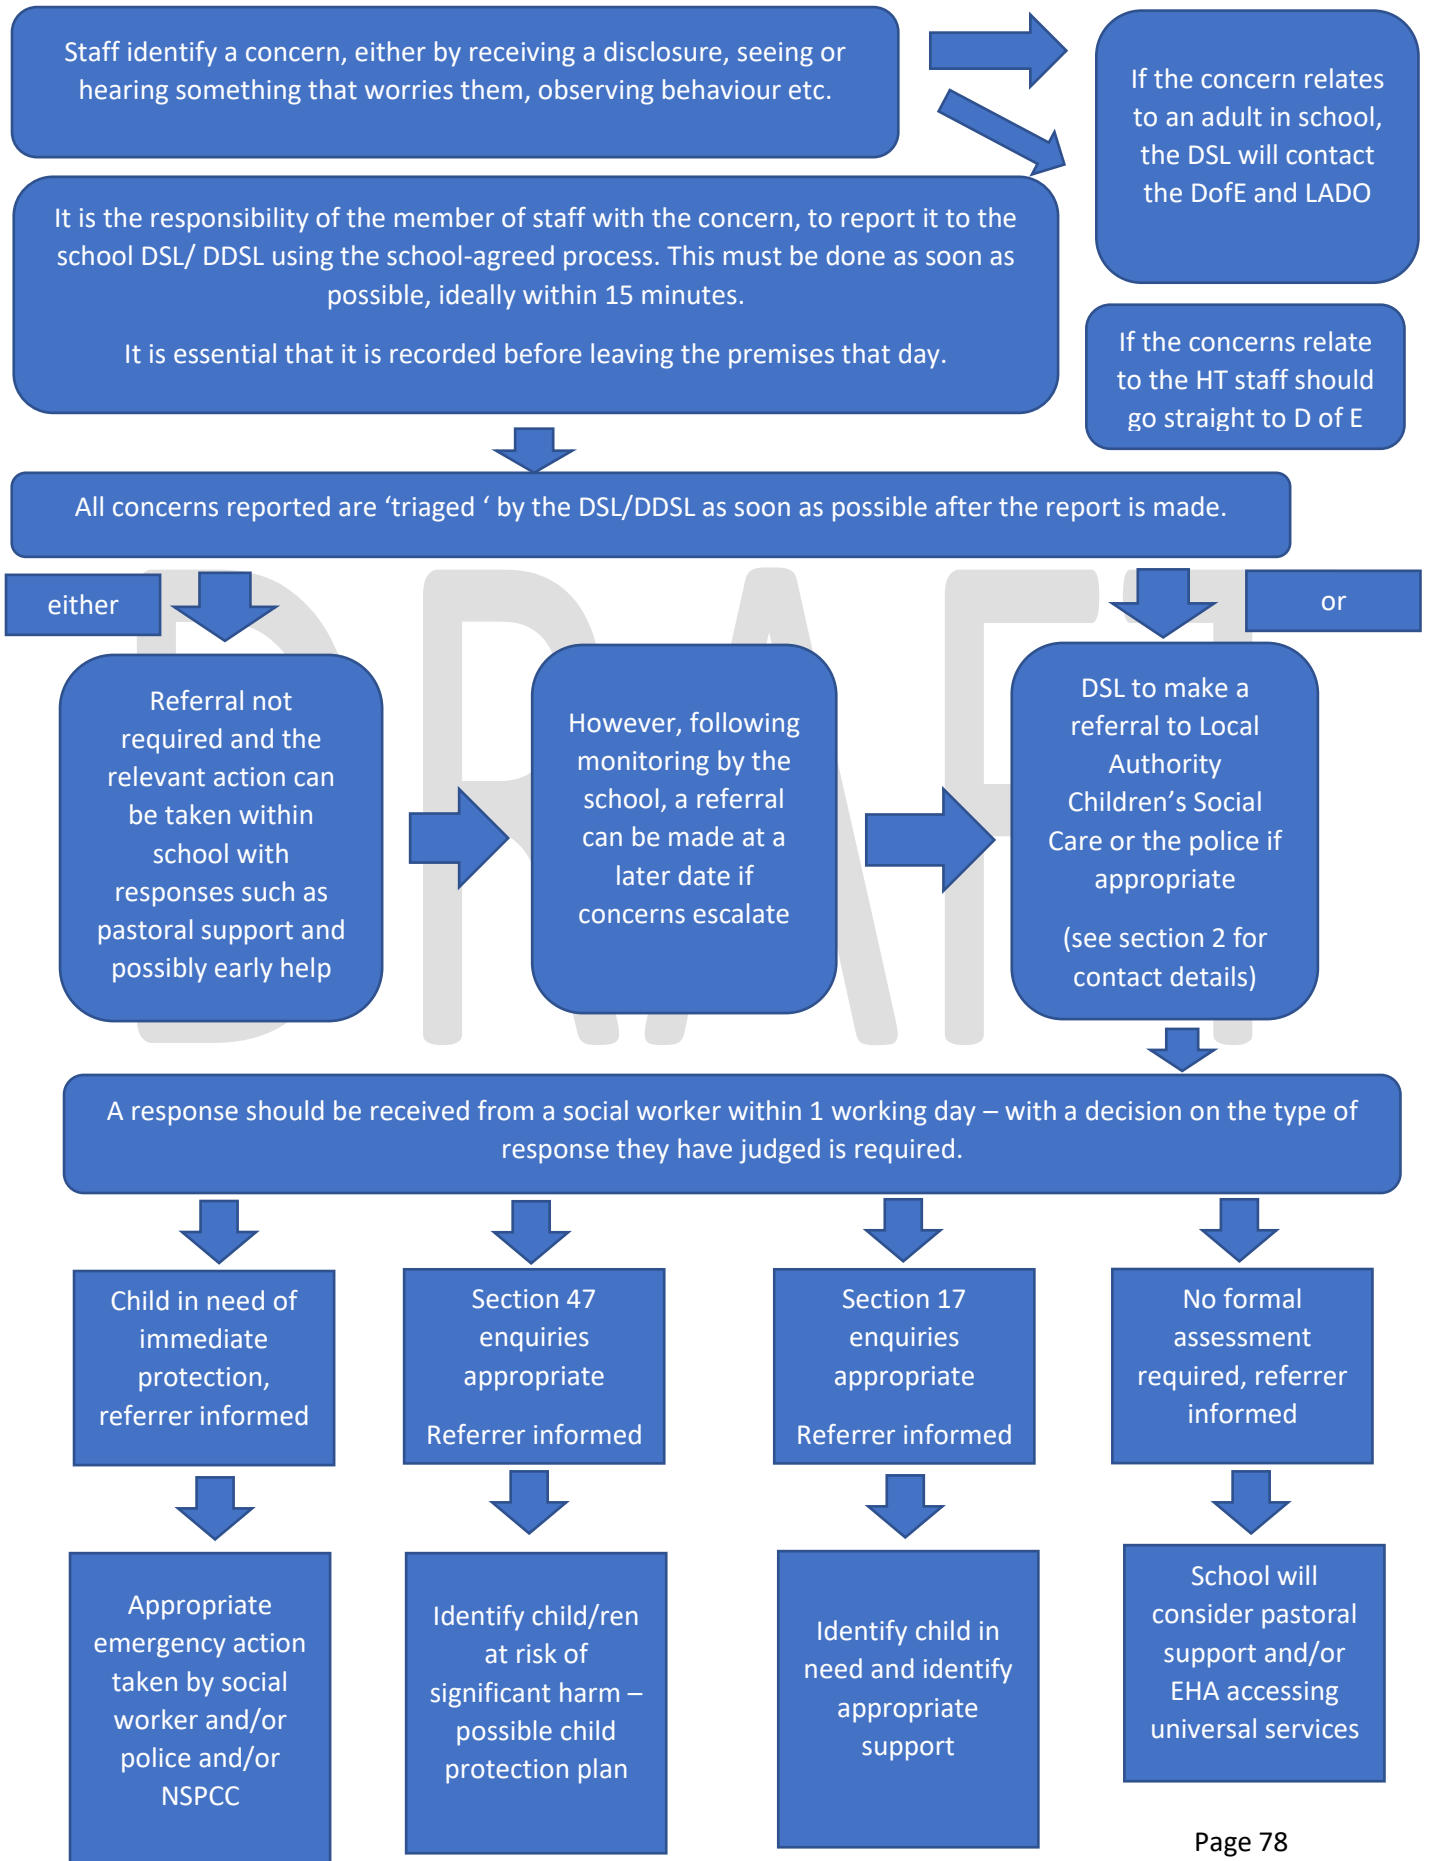 Staff identify a concern, either by receiving a disclosure, seeing or
hearing something that worries them, observing behaviour etc.
If the concern relates
to an adult in school,
the DSL will contact
the DofE and LADO
It is the responsibility of the member of staff with the concern, to report it to the
school DSL/ DDSL using the school-agreed process. This must be done as soon as
possible, ideally within 15 minutes.
It is essential that it is recorded before leaving the premises that day.
If the concerns relate
to the HT staff should
go straight to D of E
All concerns reported are ‘triaged ‘ by the DSL/DDSL as soon as possible after the report is made.
either
or
DRAFT
Referral not
required and the
relevant action can
be taken within
school with
responses such as
pastoral support and
possibly early help
However, following
monitoring by the
school, a referral
can be made at a
later date if
concerns escalate
DSL to make a
referral to Local
Authority
Children’s Social
Care or the police if
appropriate
(see section 2 for
contact details)
A response should be received from a social worker within 1 working day – with a decision on the type of
response they have judged is required.
Child in need of
immediate
protection,
referrer informed
Section 47
enquiries
appropriate
Referrer informed
Section 17
enquiries
appropriate
Referrer informed
No formal
assessment
required, referrer
informed
Appropriate
emergency action
taken by social
worker and/or
police and/or
NSPCC
Identify child/ren
at risk of
significant harm –
possible child
protection plan
Identify child in
need and identify
appropriate
support
School will
consider pastoral
support and/or
EHA accessing
universal services
Page 78